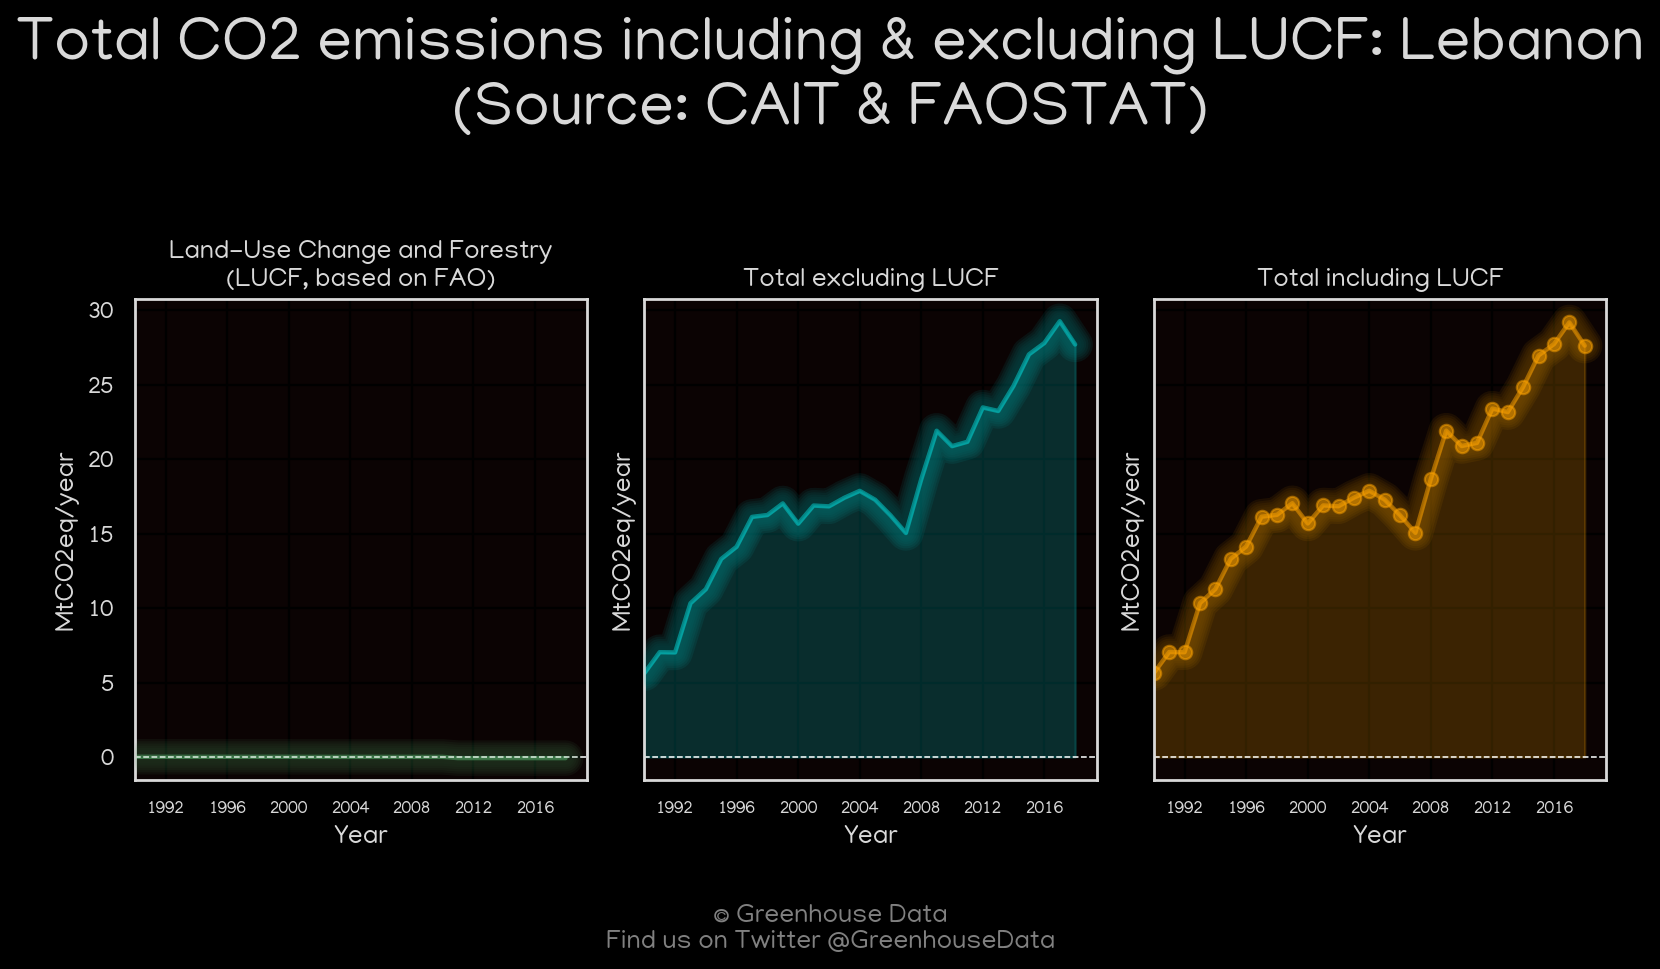 Total CO2 emissions including & excluding LUCF: Lebanon
(Source: CAIT & FAOSTAT)
Land-Use Change and Forestry
(LUCF, based on FAO)
30
25
20
15
10
5
0
MtCO2eq/year
1992 1996 2000 2004 2008 2012 2016
Year
Total excluding LUCF
MtCO2eq/year
1992 1996 2000 2004 2008 2012 2016
Year
Total including LUCF
MtCO2eq/year
1992 1996 2000 2004 2008 2012 2016
Year
© Greenhouse Data
Find us on Twitter @GreenhouseData